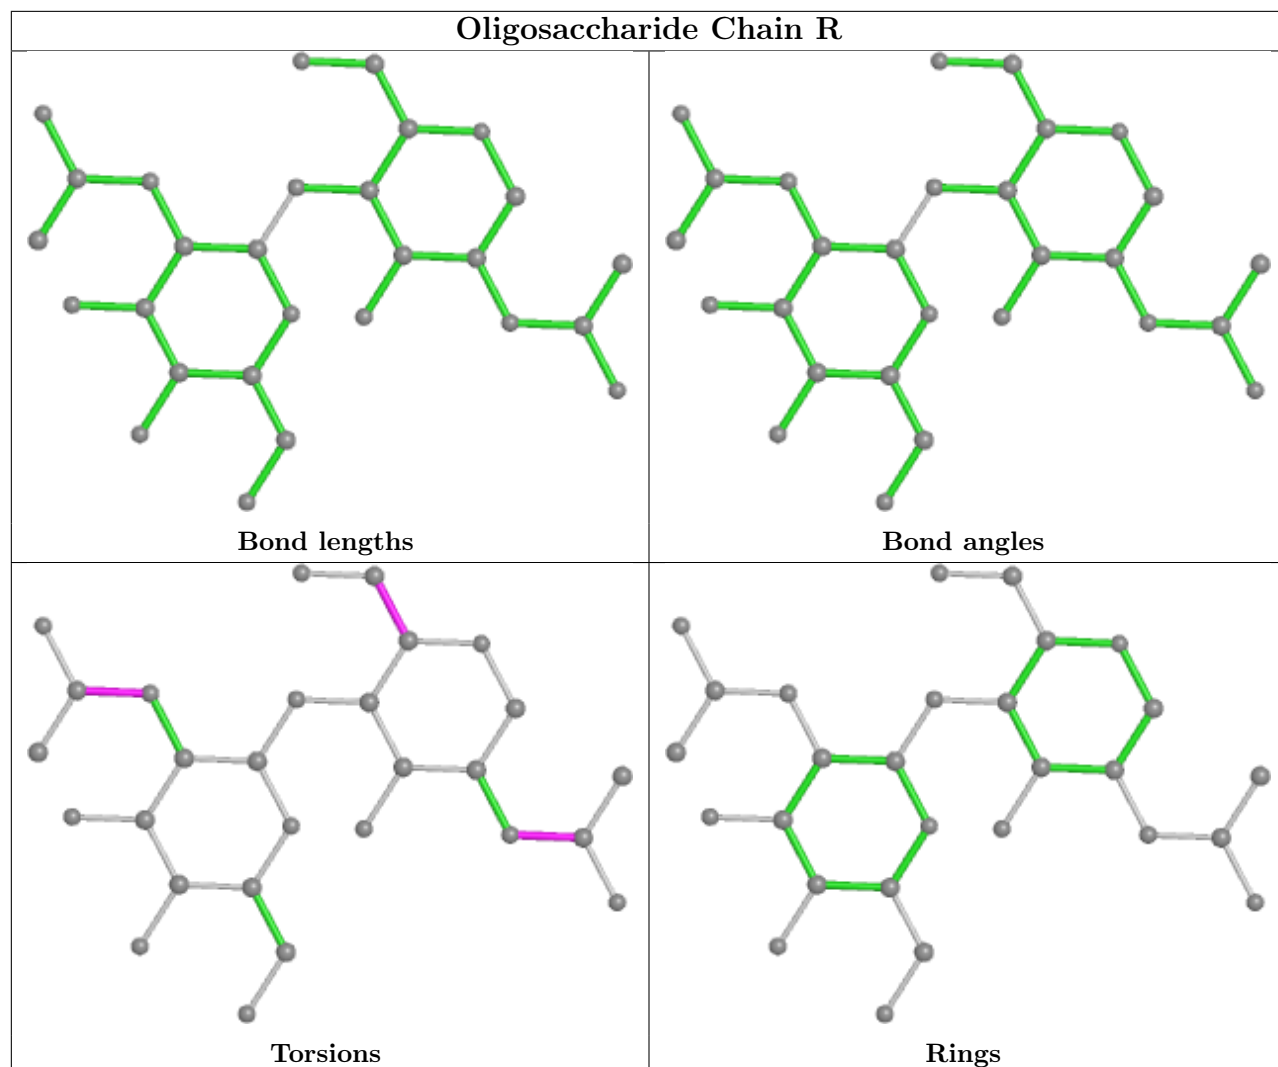 Oligosaccharide Chain R
Bond lengths
Bond angles
Torsions
Rings